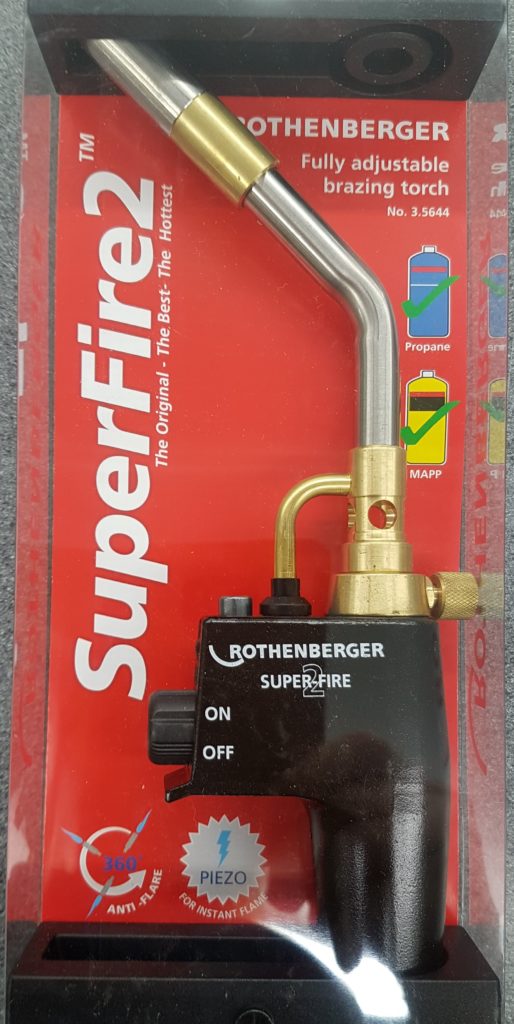 ROTHENBERGER
Fully adjustable
brazing torch
No. 3.5644
Propane
MAPP
SuperFire2™
The Original - The Best - The Hottest
ROTHENBERGER
SUPER-FIRE
2
ON
OFF
360°
ANTI-FLARE
PIEZO
FOR INSTANT FLAME